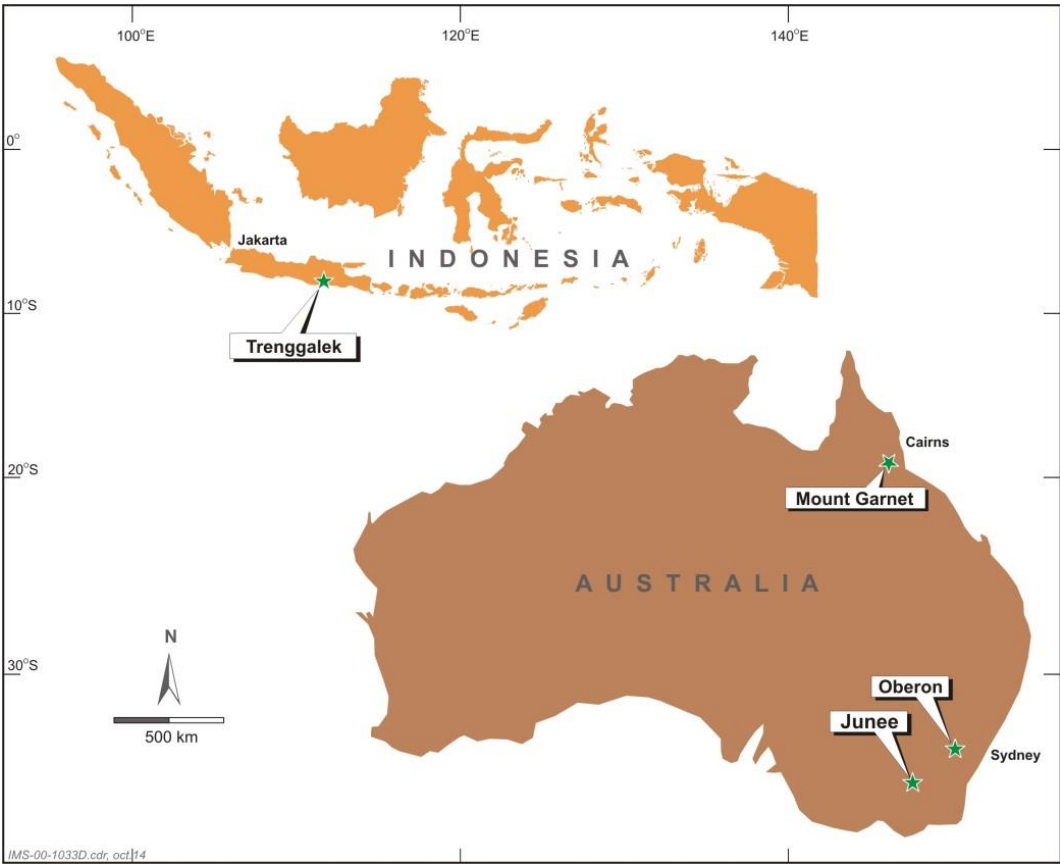 100°E
120°E
140°E
0°
Jakarta
INDONESIA
10°S
Trenggalek
Cairns
20°S
Mount Garnet
AUSTRALIA
N
30°S
Oberon
Junee
500 km
Sydney
IMS-00-1033D.cdr, oct.14